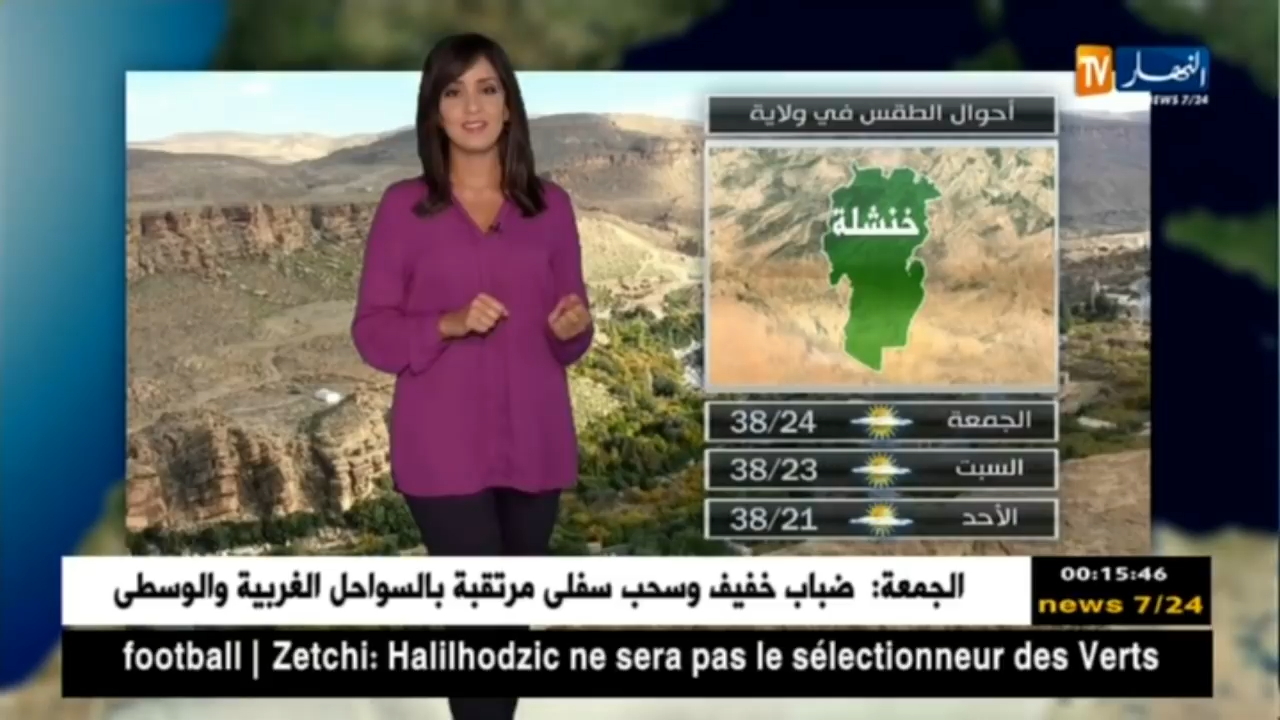 TV النهار
NEWS 7/24
أحوال الطقس في ولاية
خنشلة
الجمعة 38/24
السبت 38/23
الأحد 38/21
الجمعة: ضباب خفيف وسحب سفلى مرتقبة بالسواحل الغربية والوسطى
00:15:46
news 7/24
football | Zetchi: Halilhodzic ne sera pas le sélectionneur des Verts